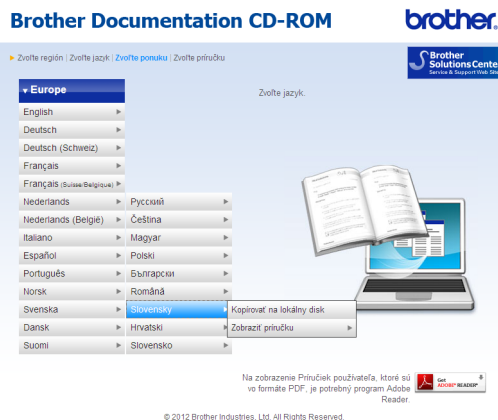 Brother Documentation CD-ROM
brother
Zvoľte región | Zvoľte jazyk | Zvoľte ponuku | Zvoľte príručku
Brother
Solutions Center
Service & Support Web Site
Europe
Zvoľte jazyk.
English
Deutsch
Deutsch (Schweiz)
Français
Français (Suisse/Belgique)
Nederlands
Русский
Nederlands (België)
Čeština
Italiano
Magyar
Español
Polski
Português
Български
Norsk
Română
Svenska
Slovensky
Kopírovať na lokálny disk
Dansk
Hrvatski
Zobraziť príručku
Suomi
Slovensko
Na zobrazenie Príručiek používateľa, ktoré sú
vo formáte PDF, je potrebný program Adobe
Reader.
Get
ADOBE® READER®
© 2012 Brother Industries, Ltd. All Rights Reserved.